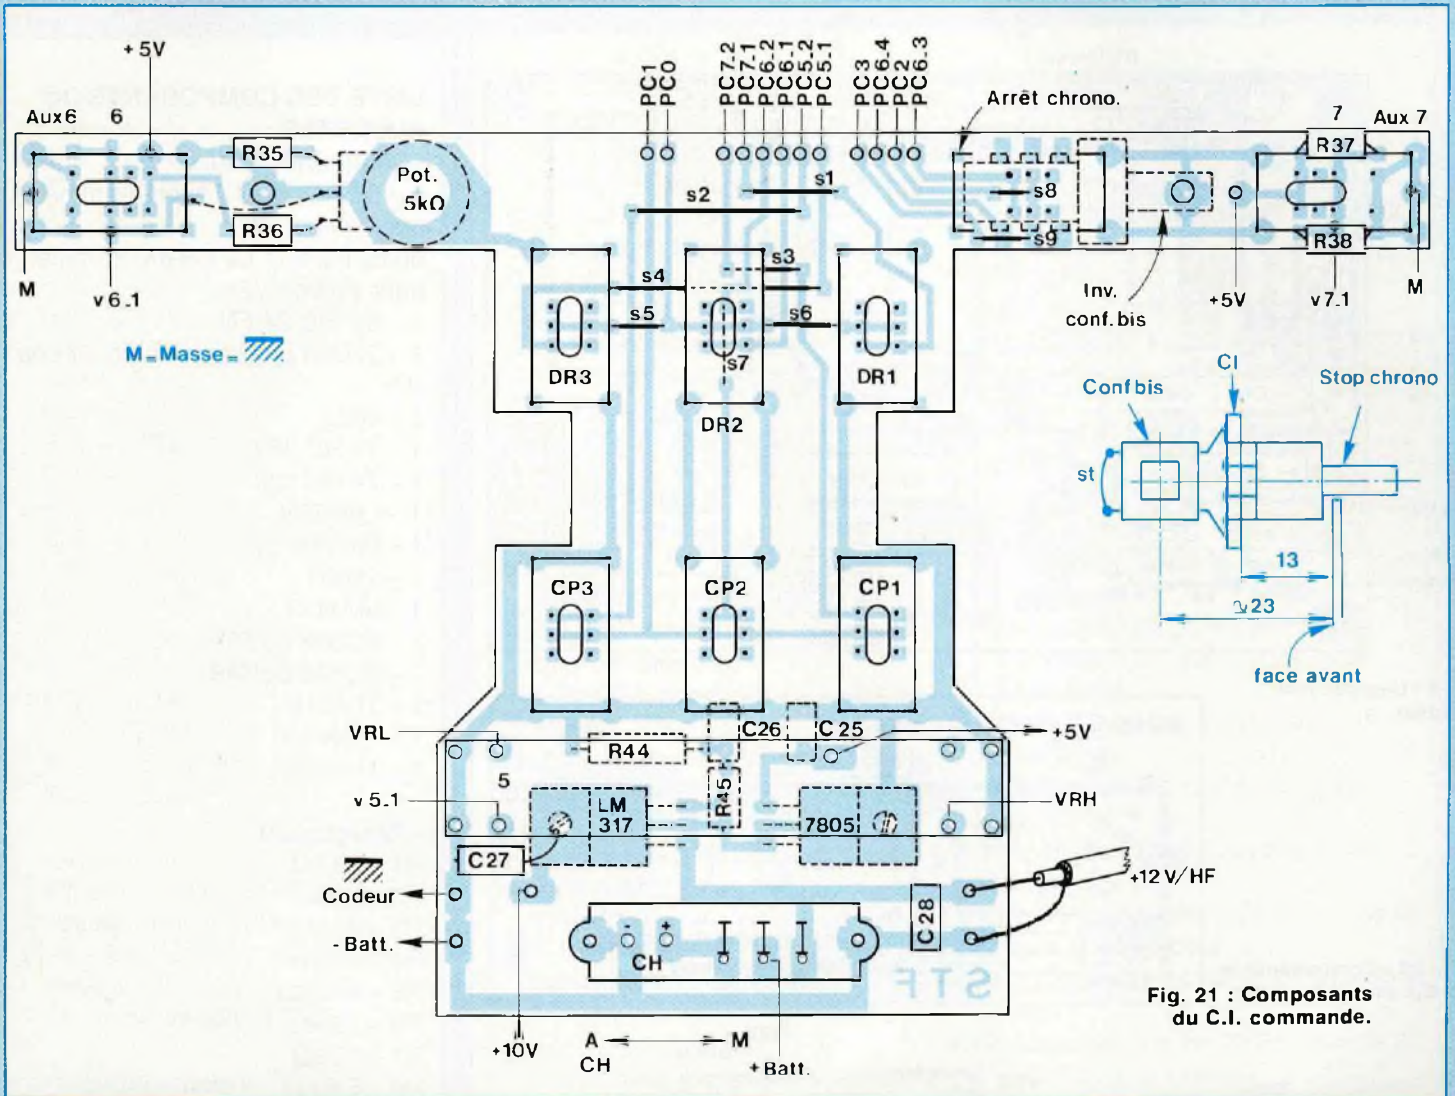 +5V
Aux6
6
R35
R36
Pot.
5kΩ
M
v6.1
M=Masse=
PC1
PC0
PC7.2
PC7.1
PC6.2
PC6.1
PC5.2
PC5.1
PC3
PC6.4
PC2
PC6.3
Arrêt chrono.
7
Aux 7
R37
R38
s1
s2
s8
s9
s3
s4
s5
s6
s7
Inv.
conf. bis
+5V
v7.1
M
DR3
DR2
DR1
CI
Conf bis
Stop chrono
st
13
≃23
face avant
CP3
CP2
CP1
VRL
R44
C26
C25
+5V
5
v5.1
LM
317
R45
7805
VRH
C27
Codeur
-Batt.
C28
+12V/HF
- +
CH
STF
+10V
A M
CH
+Batt.
Fig. 21 : Composants
du C.I. commande.